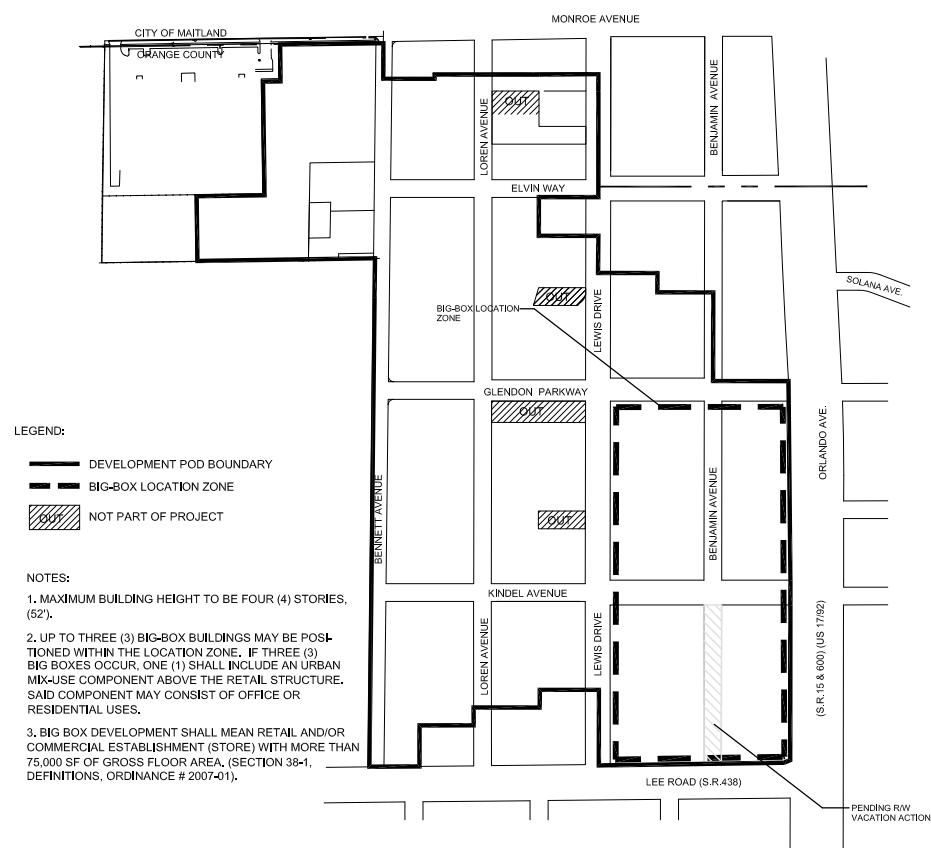 MONROE AVENUE
CITY OF MAITLAND
ORANGE COUNTY
LOREN AVENUE
OUT
BENJAMIN AVENUE
ELVIN WAY
SOLANA AVE.
OUT
BIG-BOX LOCATION
ZONE
LEWIS DRIVE
GLENDON PARKWAY
OUT
ORLANDO AVE.
LEGEND:
DEVELOPMENT POD BOUNDARY
BIG-BOX LOCATION ZONE
OUT
NOT PART OF PROJECT
BENNETT AVENUE
OUT
BENJAMIN AVENUE
NOTES:
1. MAXIMUM BUILDING HEIGHT TO BE FOUR (4) STORIES,
(52').
2. UP TO THREE (3) BIG-BOX BUILDINGS MAY BE POSI-
TIONED WITHIN THE LOCATION ZONE. IF THREE (3)
BIG BOXES OCCUR, ONE (1) SHALL INCLUDE AN URBAN
MIX-USE COMPONENT ABOVE THE RETAIL STRUCTURE.
SAID COMPONENT MAY CONSIST OF OFFICE OR
RESIDENTIAL USES.
3. BIG BOX DEVELOPMENT SHALL MEAN RETAIL AND/OR
COMMERCIAL ESTABLISHMENT (STORE) WITH MORE THAN
75,000 SF OF GROSS FLOOR AREA. (SECTION 38-1,
DEFINITIONS, ORDINANCE # 2007-01).
KINDEL AVENUE
LOREN AVENUE
LEWIS DRIVE
(S.R.15 & 600) (US 17/92)
LEE ROAD (S.R.438)
PENDING R/W
VACATION ACTION